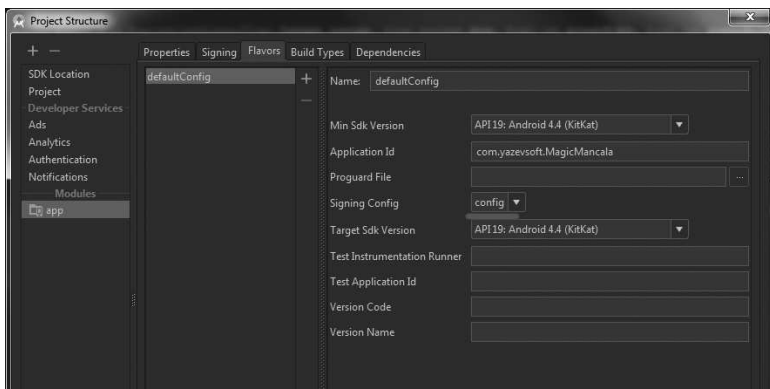 Project Structure
x
+ −
Properties Signing Flavors Build Types Dependencies
SDK Location
Project
Developer Services
Ads
Analytics
Authentication
Notifications
Modules
app
defaultConfig
+
−
Name: defaultConfig
Min Sdk Version API 19: Android 4.4 (KitKat)
Application Id com.yazevsoft.MagicMancala
Proguard File ...
Signing Config config
Target Sdk Version API 19: Android 4.4 (KitKat)
Test Instrumentation Runner
Test Application Id
Version Code
Version Name